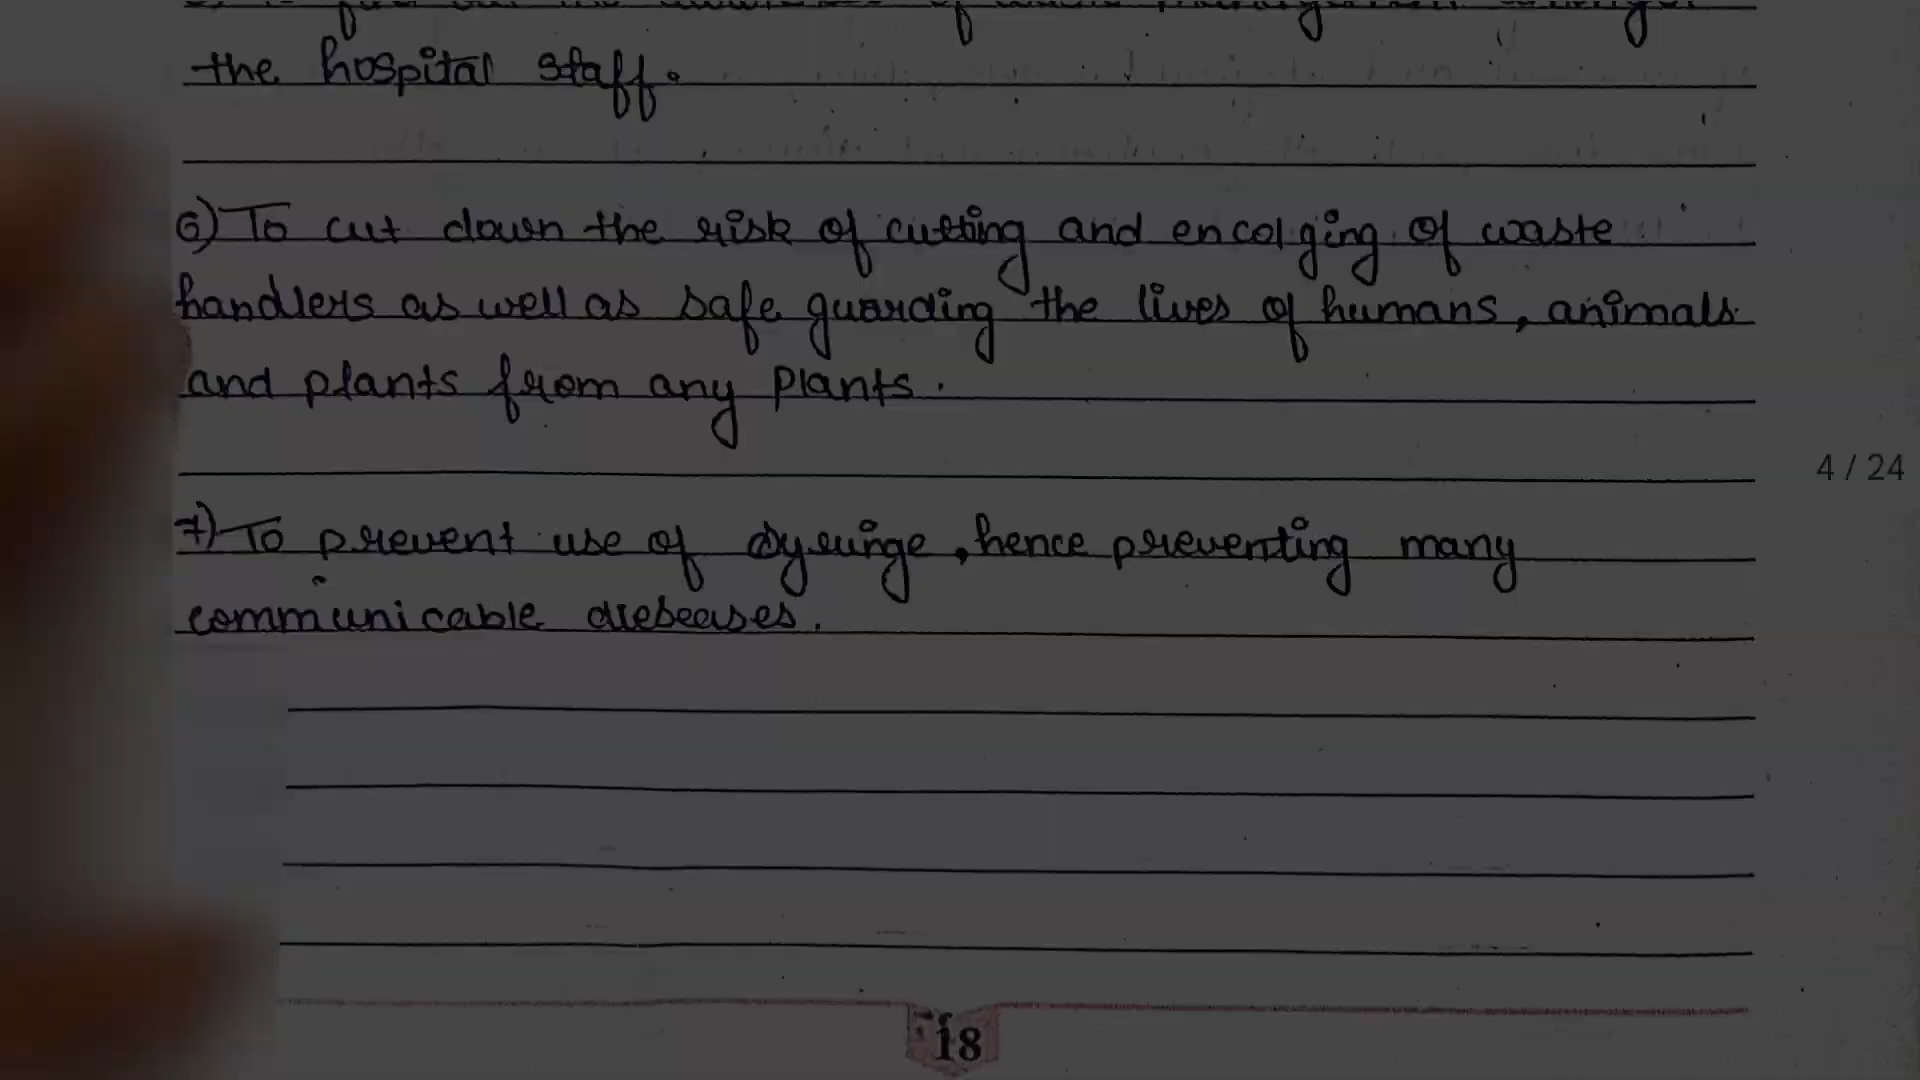 the hospital staff.
6) To cut down the risk of cutting and encolging of waste
handlers as well as safe guarding the lives of humans, animals
and plants from any plants.
4 / 24
7) To prevent use of syringe, hence preventing many
communicable diebeases.
18